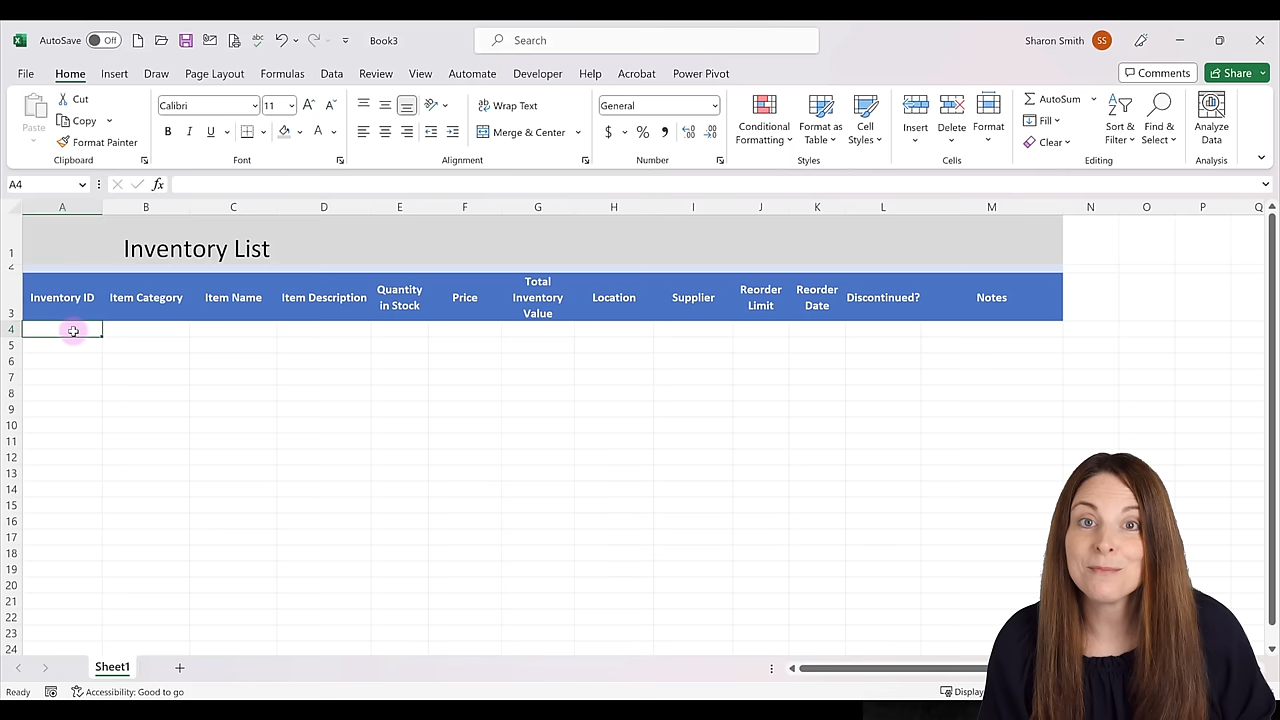 AutoSave Off Book3 Search Sharon Smith SS
File Home Insert Draw Page Layout Formulas Data Review View Automate Developer Help Acrobat Power Pivot Comments Share
Paste
Cut
Copy
Format Painter
Clipboard
Calibri 11
B I U A
Font
Wrap Text
Merge & Center
Alignment
General
$ %
Number
Conditional Formatting
Format as Table
Cell Styles
Styles
Insert Delete Format
Cells
AutoSum
Fill
Clear
Sort & Filter
Find & Select
Editing
Analyze Data
Analysis
A4 fx
A B C D E F G H I J K L M N O P Q
1 Inventory List
2
3 Inventory ID Item Category Item Name Item Description Quantity in Stock Price Total Inventory Value Location Supplier Reorder Limit Reorder Date Discontinued? Notes
4
5
6
7
8
9
10
11
12
13
14
15
16
17
18
19
20
21
22
23
24
Sheet1
Ready Accessibility: Good to go Display